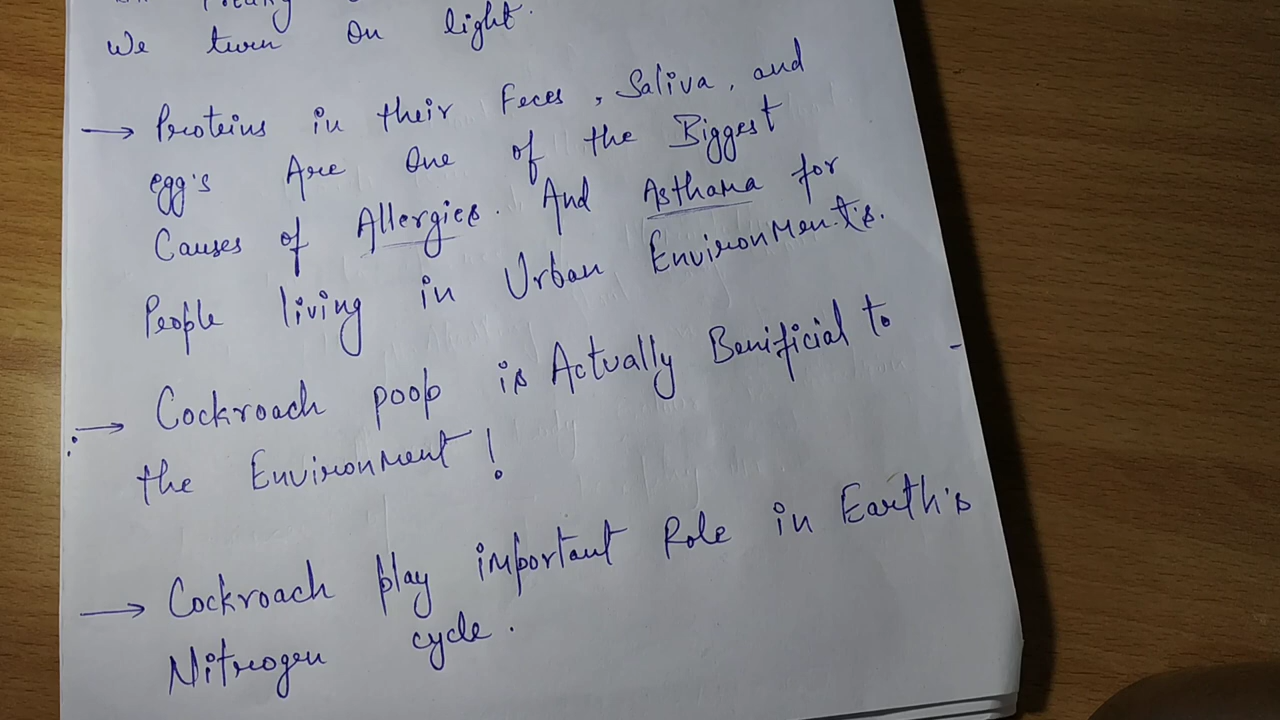 We turn on light.
→ Proteins in their Feces, Saliva, and
egg's Are One of the Biggest
Causes of Allergies. And Asthama for
People living in Urban Environment's.
→ Cockroach poop is Actually Benificial to
the Environment!
→ Cockroach play important Role in Earth's
Nitrogen cycle.